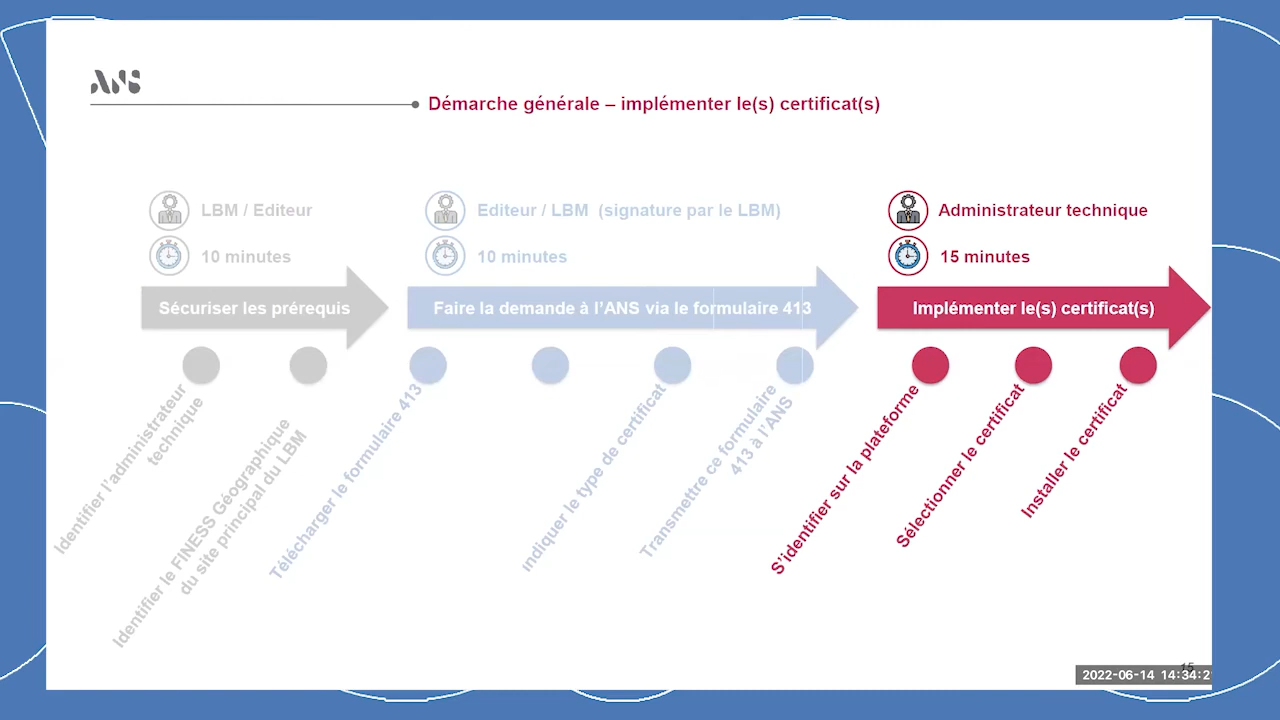 ANS
Démarche générale – implémenter le(s) certificat(s)
LBM / Editeur
10 minutes
Sécuriser les prérequis
Identifier l'administrateur
technique
Identifier le FINESS Géographique
du site principal du LBM
Editeur / LBM (signature par le LBM)
10 minutes
Faire la demande à l'ANS via le formulaire 413
Télécharger le formulaire 413
indiquer le type de certificat
Transmettre ce formulaire
413 à l'ANS
Administrateur technique
15 minutes
Implémenter le(s) certificat(s)
S'identifier sur la plateforme
Sélectionner le certificat
Installer le certificat
15
2022-06-14 14:34:2